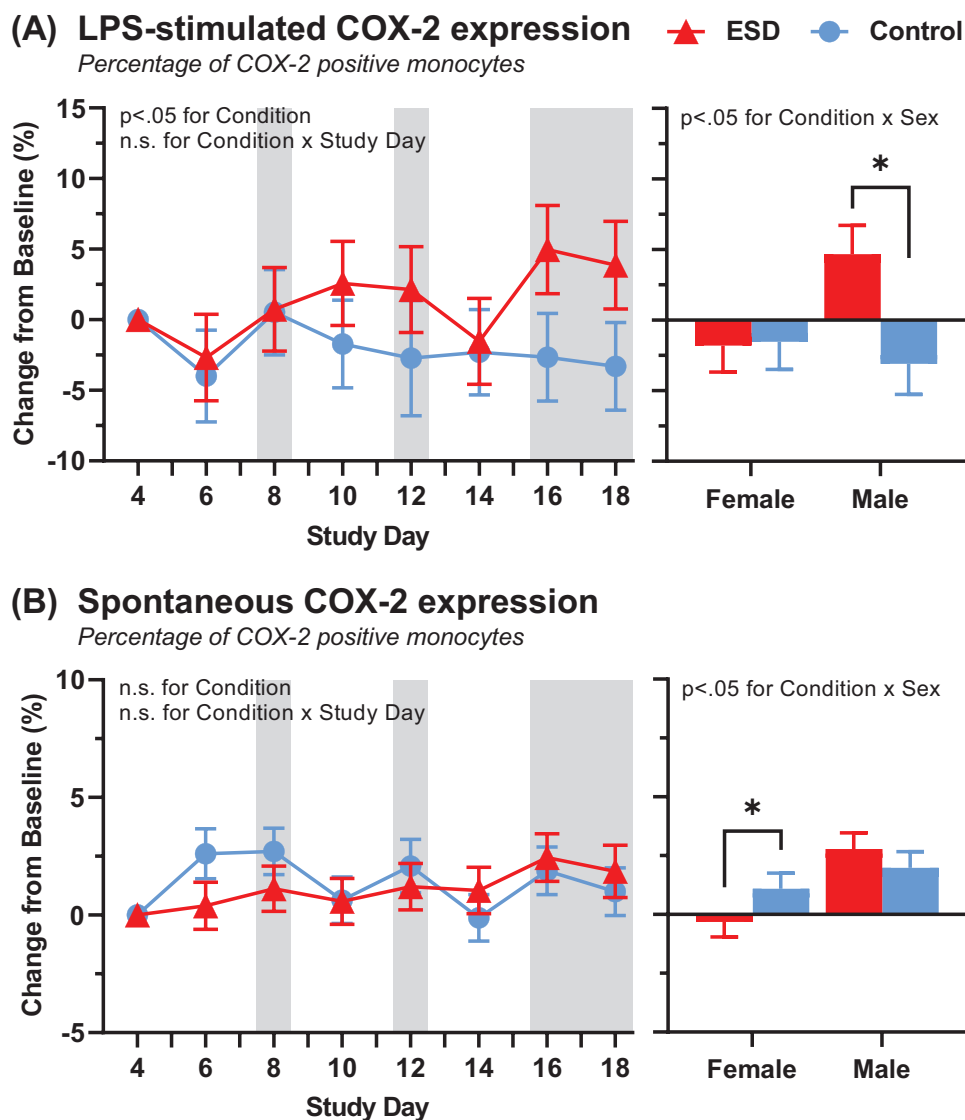 (A) LPS-stimulated COX-2 expression
ESD Control
Percentage of COX-2 positive monocytes
p<.05 for Condition
n.s. for Condition x Study Day
p<.05 for Condition x Sex
*
Change from Baseline (%)
15
10
5
0
-5
-10
4 6 8 10 12 14 16 18
Study Day
Female Male
(B) Spontaneous COX-2 expression
Percentage of COX-2 positive monocytes
n.s. for Condition
n.s. for Condition x Study Day
p<.05 for Condition x Sex
*
Change from Baseline (%)
10
5
0
-5
4 6 8 10 12 14 16 18
Study Day
Female Male